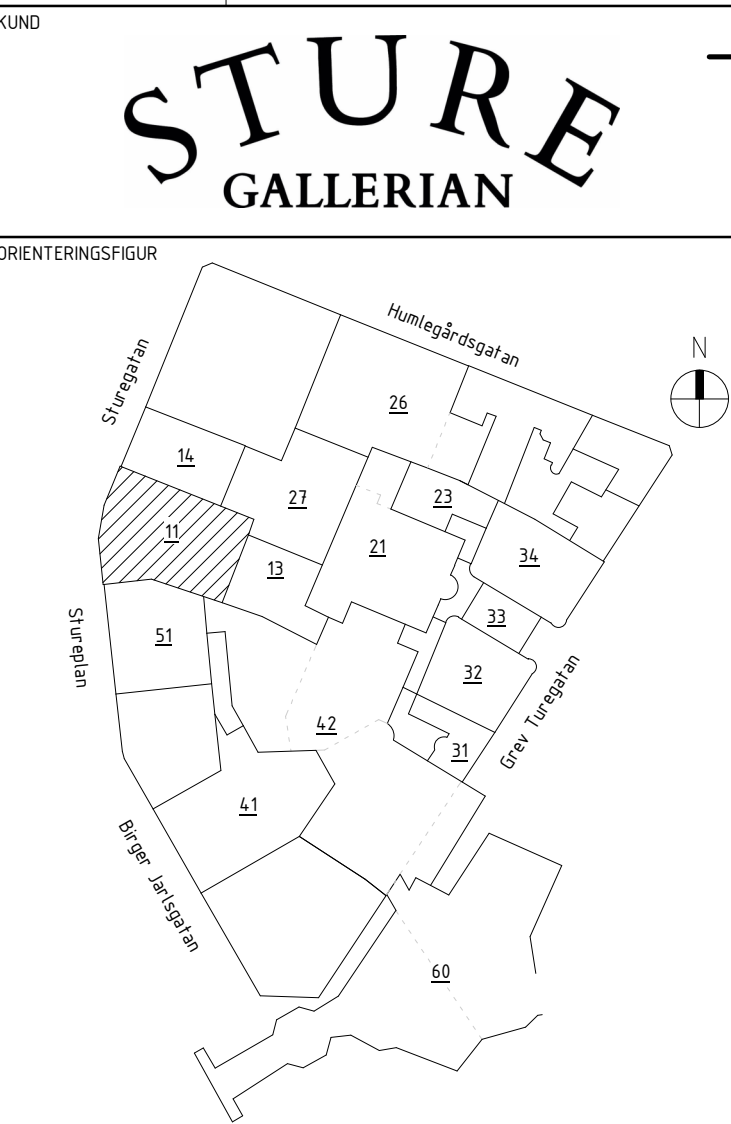 KUND
STURE
GALLERIAN
ORIENTERINGSFIGUR
Humlegårdsgatan
Sturegatan
N
26
14
27
23
11
21
34
13
33
51
32
Stureplan
42
31
Grev Turegatan
41
Birger Jarlsgatan
60